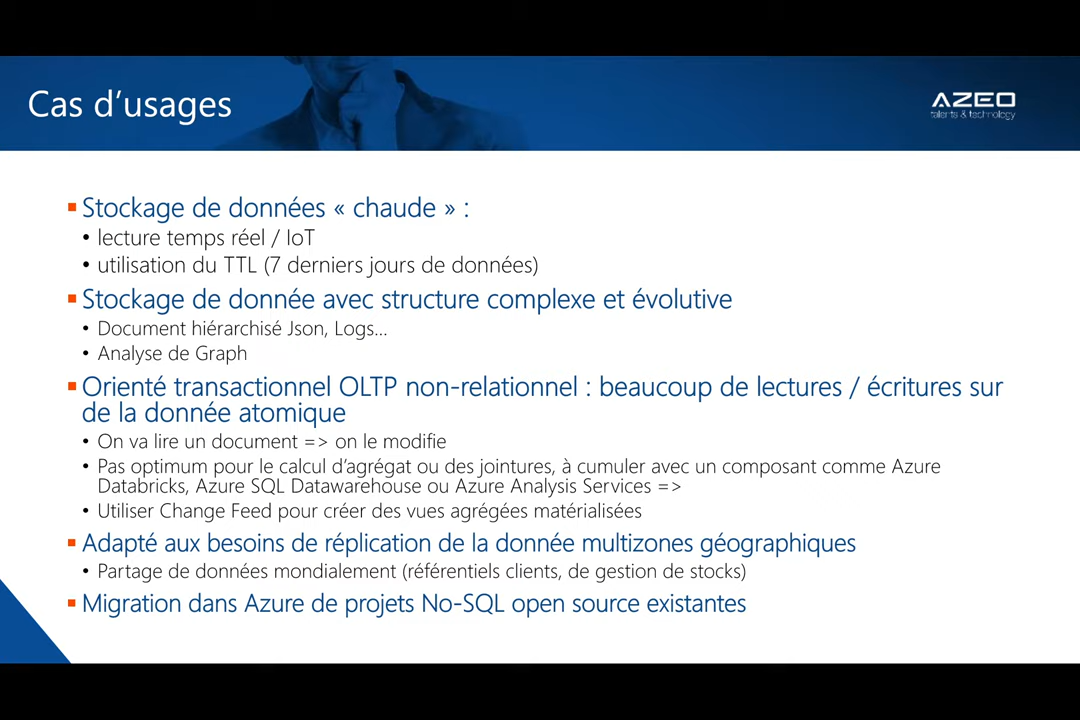 Cas d’usages
AZEO
talents & technology
▪ Stockage de données « chaude » :
• lecture temps réel / IoT
• utilisation du TTL (7 derniers jours de données)
▪ Stockage de donnée avec structure complexe et évolutive
• Document hiérarchisé Json, Logs...
• Analyse de Graph
▪ Orienté transactionnel OLTP non-relationnel : beaucoup de lectures / écritures sur
de la donnée atomique
• On va lire un document => on le modifie
• Pas optimum pour le calcul d’agrégat ou des jointures, à cumuler avec un composant comme Azure
Databricks, Azure SQL Datawarehouse ou Azure Analysis Services =>
• Utiliser Change Feed pour créer des vues agrégées matérialisées
▪ Adapté aux besoins de réplication de la donnée multizones géographiques
• Partage de données mondialement (référentiels clients, de gestion de stocks)
▪ Migration dans Azure de projets No-SQL open source existantes